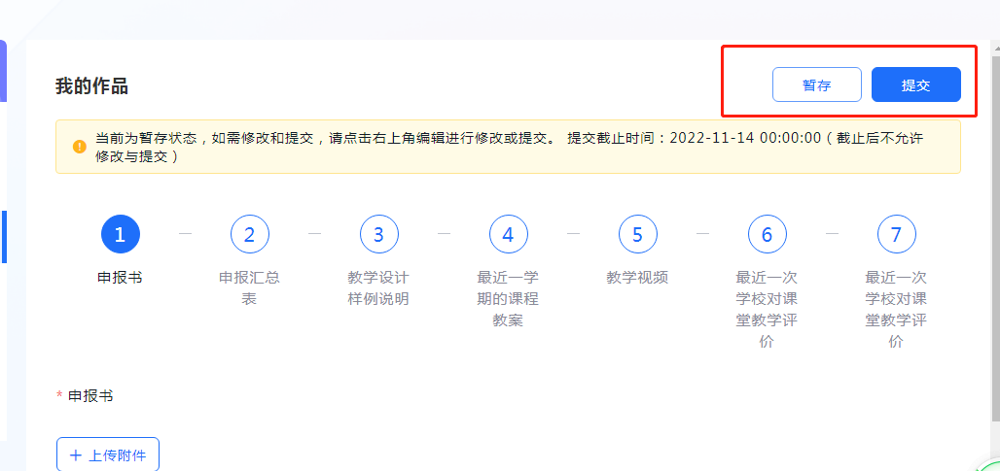 我的作品
暂存
提交
当前为暂存状态，如需修改和提交，请点击右上角编辑进行修改或提交。 提交截止时间：2022-11-14 00:00:00（截止后不允许
修改与提交）
1
2
3
4
5
6
7
申报书
申报汇总
表
教学设计
样例说明
最近一学
期的课程
教案
教学视频
最近一次
学校对课
堂教学评
价
最近一次
学校对课
堂教学评
价
* 申报书
+ 上传附件